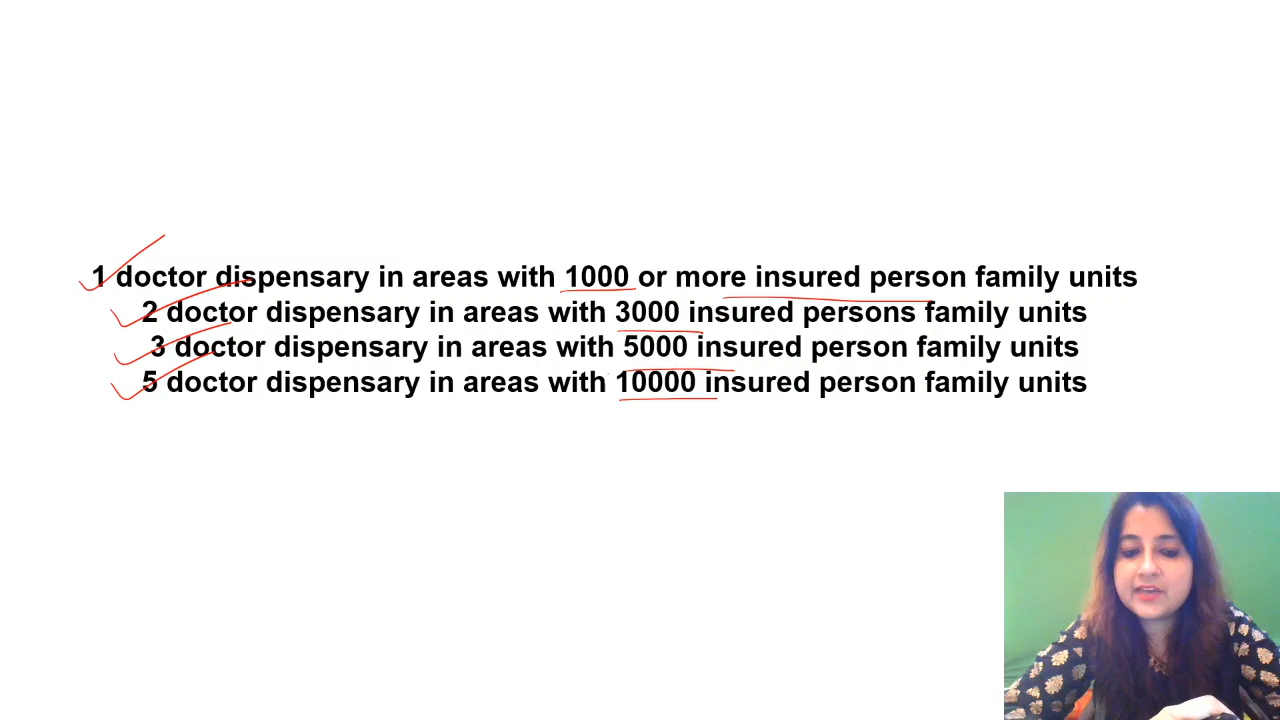 1 doctor dispensary in areas with 1000 or more insured person family units
2 doctor dispensary in areas with 3000 insured persons family units
3 doctor dispensary in areas with 5000 insured person family units
5 doctor dispensary in areas with 10000 insured person family units